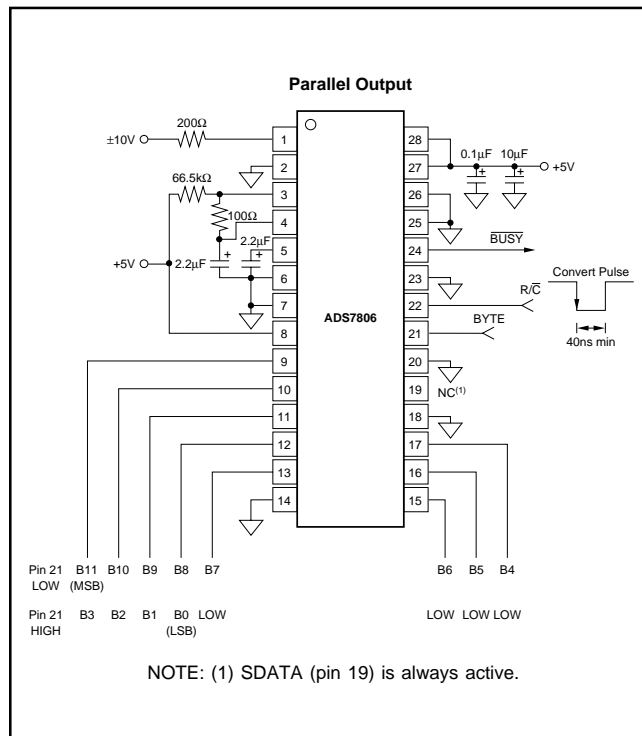 Parallel Output
200Ω
±10V
66.5kΩ
100Ω
2.2µF
2.2µF
+5V
1
2
3
4
5
6
7
8
9
10
11
12
13
14
ADS7806
28
27
26
25
24
23
22
21
20
19
18
17
16
15
0.1µF 10µF
+5V
BUSY
R/C
Convert Pulse
40ns min
BYTE
NC(1)
Pin 21 B11 B10 B9 B8 B7 B6 B5 B4
LOW (MSB)
Pin 21 B3 B2 B1 B0 LOW LOW LOW LOW
HIGH (LSB)
NOTE: (1) SDATA (pin 19) is always active.